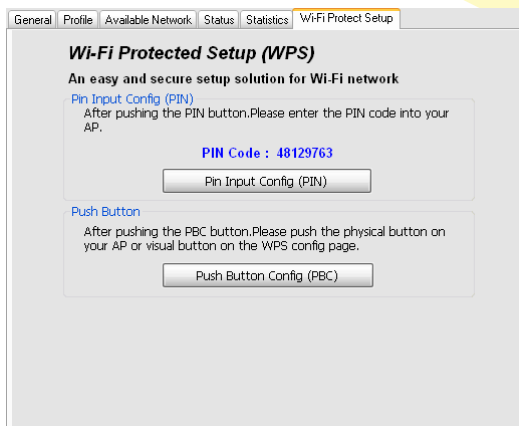 General Profile Available Network Status Statistics Wi-Fi Protect Setup
Wi-Fi Protected Setup (WPS)
An easy and secure setup solution for Wi-Fi network
Pin Input Config (PIN)
After pushing the PIN button.Please enter the PIN code into your
AP.
PIN Code : 48129763
Pin Input Config (PIN)
Push Button
After pushing the PBC button.Please push the physical button on
your AP or visual button on the WPS config page.
Push Button Config (PBC)